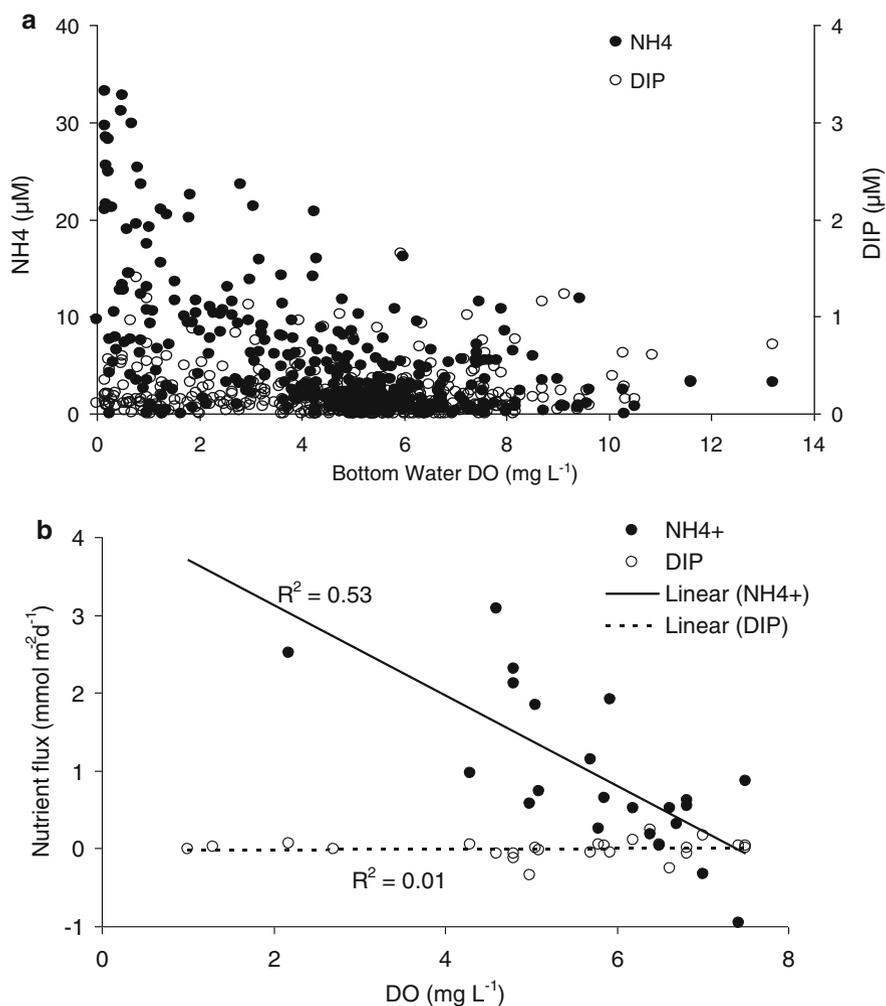 a
NH4
DIP
40
30
20
10
0
NH4 (µM)
4
3
2
1
0
DIP (µM)
0 2 4 6 8 10 12 14
Bottom Water DO (mg L⁻¹)
b
NH4+
DIP
Linear (NH4+)
Linear (DIP)
4
3
2
1
0
-1
Nutrient flux (mmol m⁻²d⁻¹)
R² = 0.53
R² = 0.01
0 2 4 6 8
DO (mg L⁻¹)